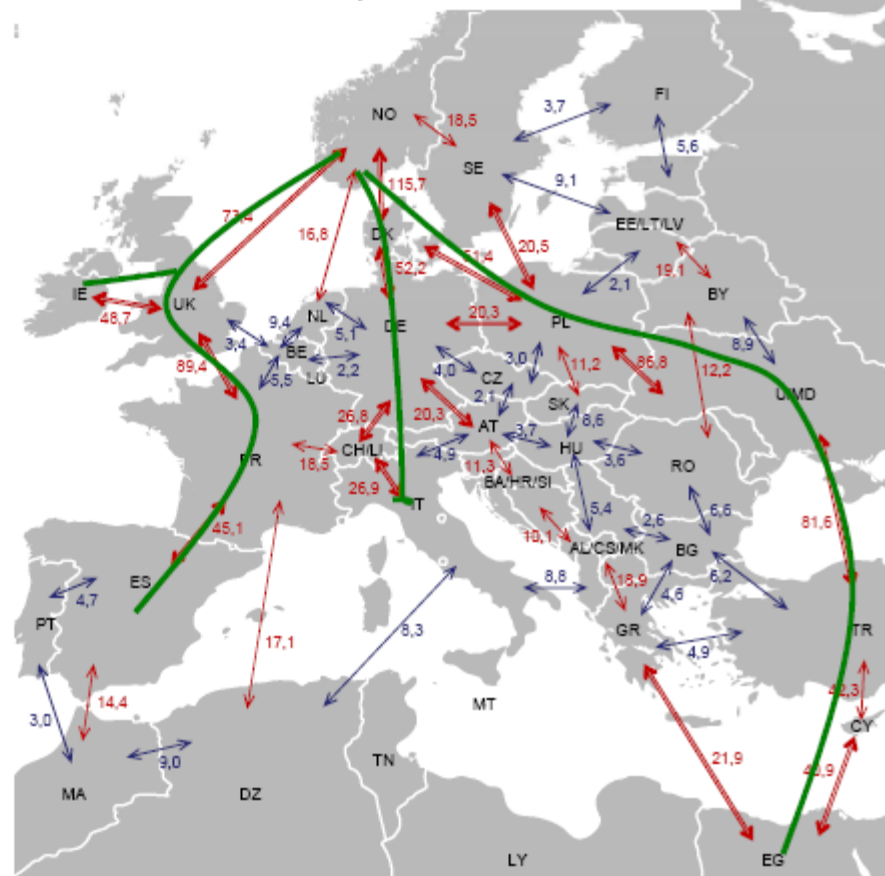 NO
18,5
3,7
FI
5,6
SE
9,1
115,7
73,4
16,8
DK
EE/LT/LV
51,4
20,5
52,2
19,1
2,1
BY
IE
UK
48,7
NL
DE
20,3
PL
9,4
5,1
3,4
BE
89,4
5,5
2,2
LU
4,0
CZ
3,0
11,2
86,8
8,9
12,2
2,1
SK
26,8
20,3
AT
8,6
3,7
HU
3,6
RO
FR
18,5
CH/LI
4,9
11,3
BA/HR/SI
26,9
IT
45,1
5,4
6,6
81,6
10,1
2,6
AL/CS/MK
BG
ES
4,7
PT
8,8
18,9
4,6
6,2
GR
TR
8,3
17,1
4,9
14,4
3,0
MT
42,3
CY
9,0
TN
21,9
MA
DZ
LY
EG